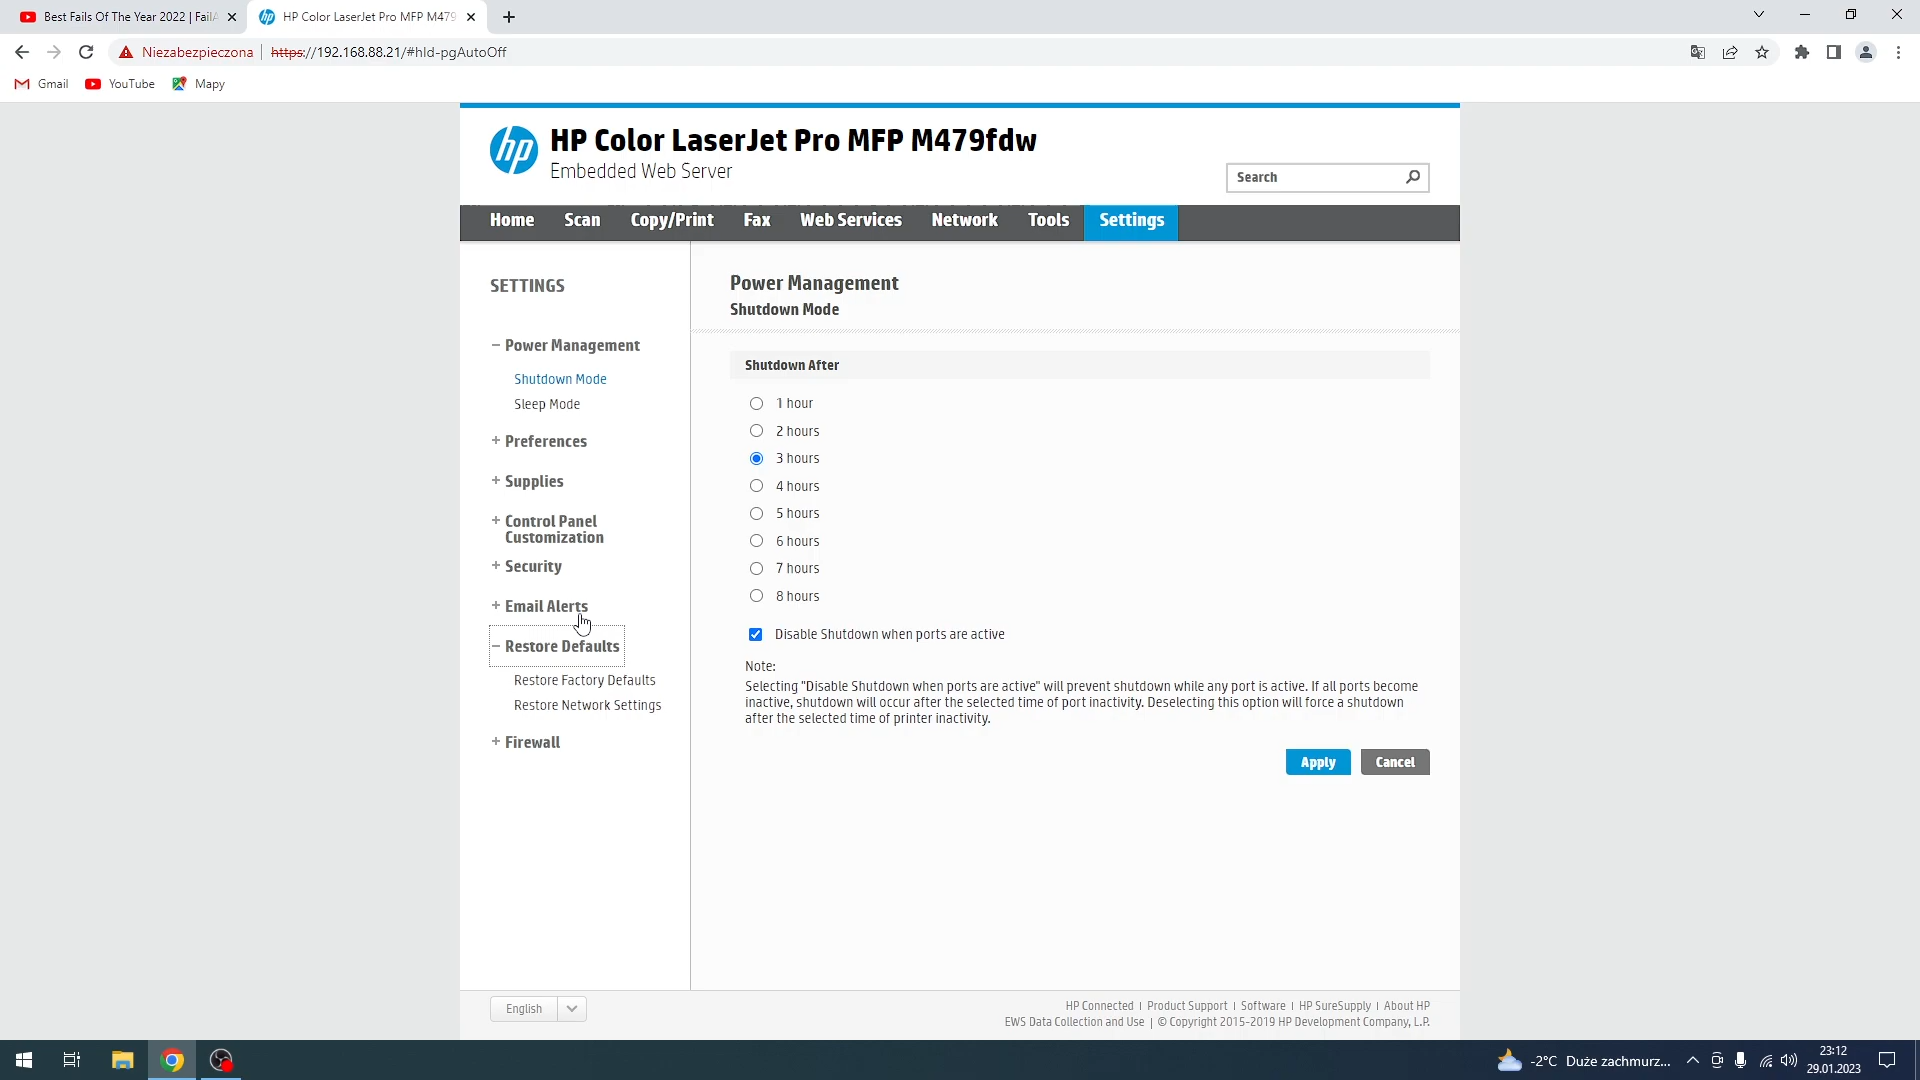 Best Fails Of The Year 2022 | FailA
HP Color LaserJet Pro MFP M479
Niezabezpieczona
https://192.168.88.21/#hId-pgAutoOff
Gmail
YouTube
Mapy
hp
HP Color LaserJet Pro MFP M479fdw
Embedded Web Server
Search
Home
Scan
Copy/Print
Fax
Web Services
Network
Tools
Settings
SETTINGS
− Power Management
Shutdown Mode
Sleep Mode
+ Preferences
+ Supplies
+ Control Panel
Customization
+ Security
+ Email Alerts
− Restore Defaults
Restore Factory Defaults
Restore Network Settings
+ Firewall
Power Management
Shutdown Mode
Shutdown After
1 hour
2 hours
3 hours
4 hours
5 hours
6 hours
7 hours
8 hours
Disable Shutdown when ports are active
Note:
Selecting "Disable Shutdown when ports are active" will prevent shutdown while any port is active. If all ports become
inactive, shutdown will occur after the selected time of port inactivity. Deselecting this option will force a shutdown
after the selected time of printer inactivity.
Apply
Cancel
English
HP Connected | Product Support | Software | HP SureSupply | About HP
EWS Data Collection and Use | © Copyright 2015-2019 HP Development Company, L.P.
-2°C Duże zachmurz...
23:12
29.01.2023